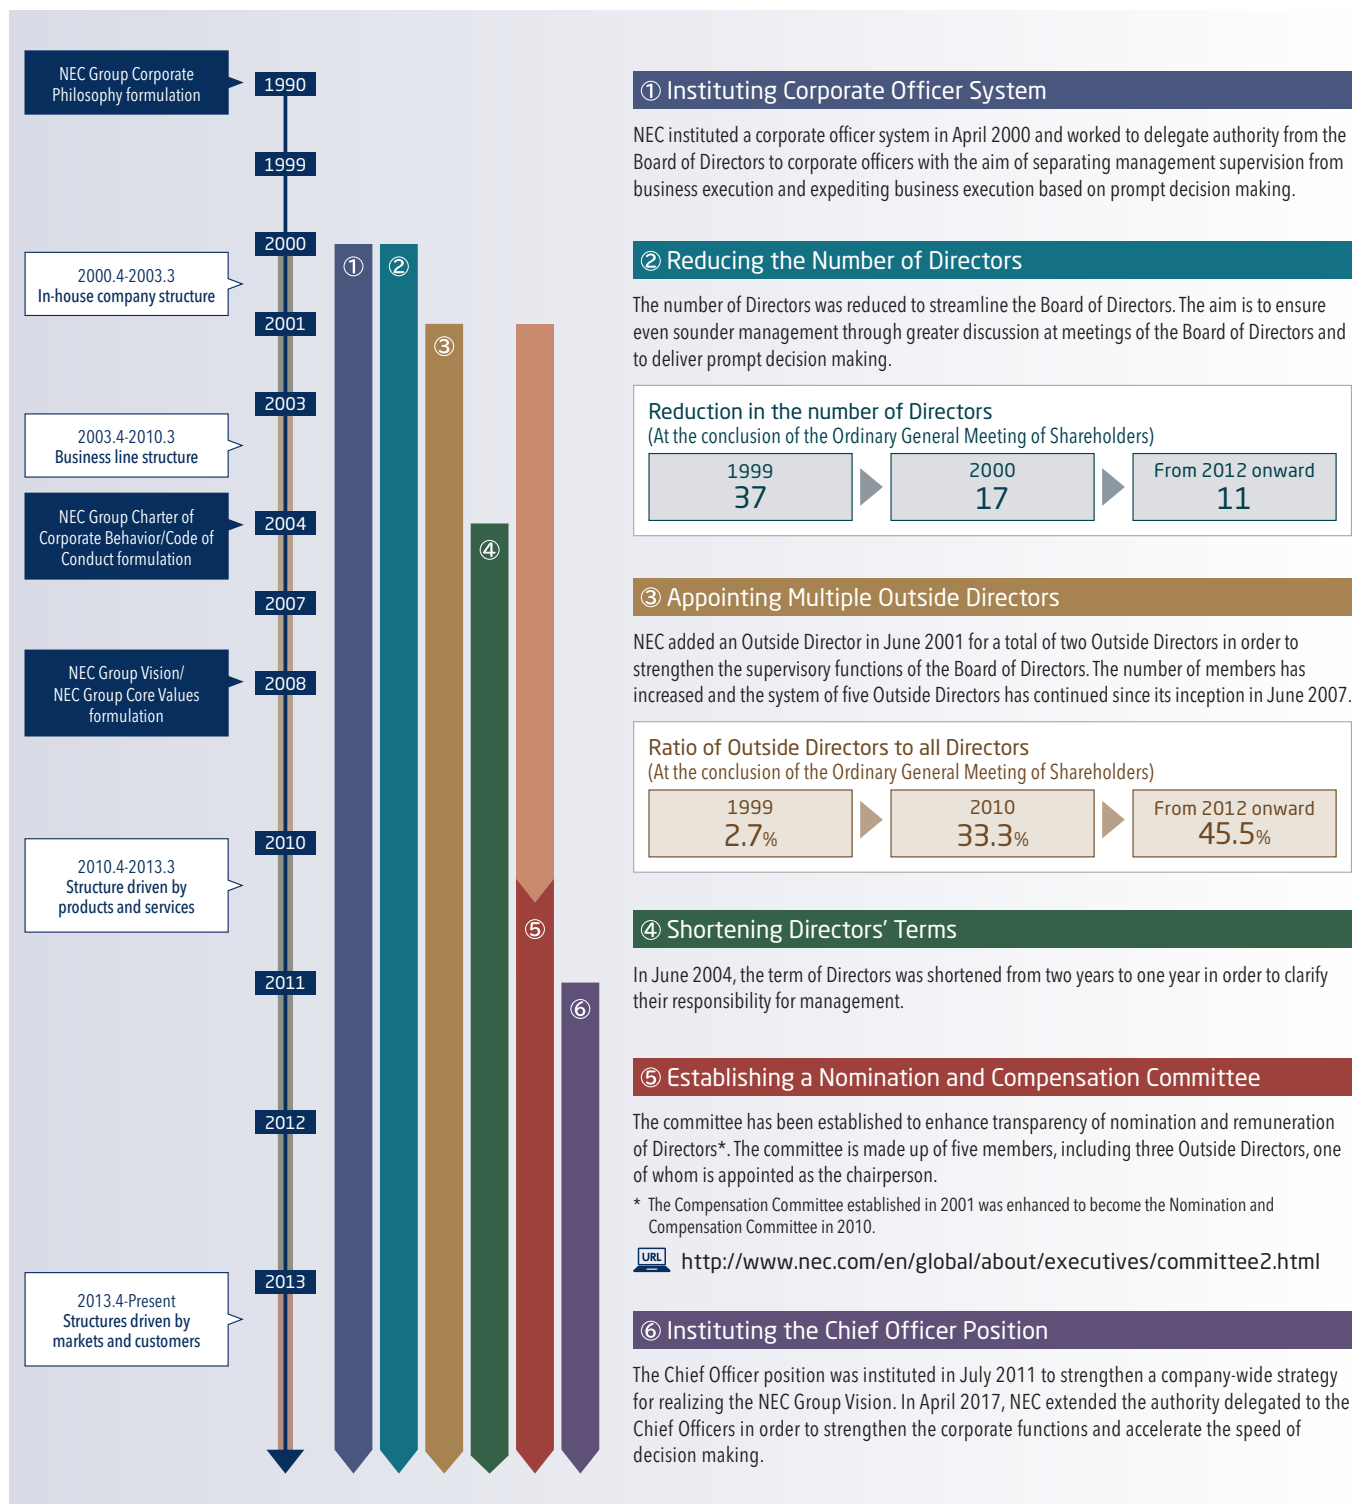 NEC Group Corporate
Philosophy formulation
1990
1999
2000
2000.4-2003.3
In-house company structure
2001
2003
2003.4-2010.3
Business line structure
NEC Group Charter of
Corporate Behavior/Code of
Conduct formulation
2004
2007
NEC Group Vision/
NEC Group Core Values
formulation
2008
2010
2010.4-2013.3
Structure driven by
products and services
2011
2012
2013
2013.4-Present
Structures driven by
markets and customers
①
②
③
④
⑤
⑥
① Instituting Corporate Officer System
NEC instituted a corporate officer system in April 2000 and worked to delegate authority from the
Board of Directors to corporate officers with the aim of separating management supervision from
business execution and expediting business execution based on prompt decision making.
② Reducing the Number of Directors
The number of Directors was reduced to streamline the Board of Directors. The aim is to ensure
even sounder management through greater discussion at meetings of the Board of Directors and
to deliver prompt decision making.
Reduction in the number of Directors
(At the conclusion of the Ordinary General Meeting of Shareholders)
1999
37
2000
17
From 2012 onward
11
③ Appointing Multiple Outside Directors
NEC added an Outside Director in June 2001 for a total of two Outside Directors in order to
strengthen the supervisory functions of the Board of Directors. The number of members has
increased and the system of five Outside Directors has continued since its inception in June 2007.
Ratio of Outside Directors to all Directors
(At the conclusion of the Ordinary General Meeting of Shareholders)
1999
2.7%
2010
33.3%
From 2012 onward
45.5%
④ Shortening Directors' Terms
In June 2004, the term of Directors was shortened from two years to one year in order to clarify
their responsibility for management.
⑤ Establishing a Nomination and Compensation Committee
The committee has been established to enhance transparency of nomination and remuneration
of Directors*. The committee is made up of five members, including three Outside Directors, one
of whom is appointed as the chairperson.
* The Compensation Committee established in 2001 was enhanced to become the Nomination and
Compensation Committee in 2010.
URL http://www.nec.com/en/global/about/executives/committee2.html
⑥ Instituting the Chief Officer Position
The Chief Officer position was instituted in July 2011 to strengthen a company-wide strategy
for realizing the NEC Group Vision. In April 2017, NEC extended the authority delegated to the
Chief Officers in order to strengthen the corporate functions and accelerate the speed of
decision making.